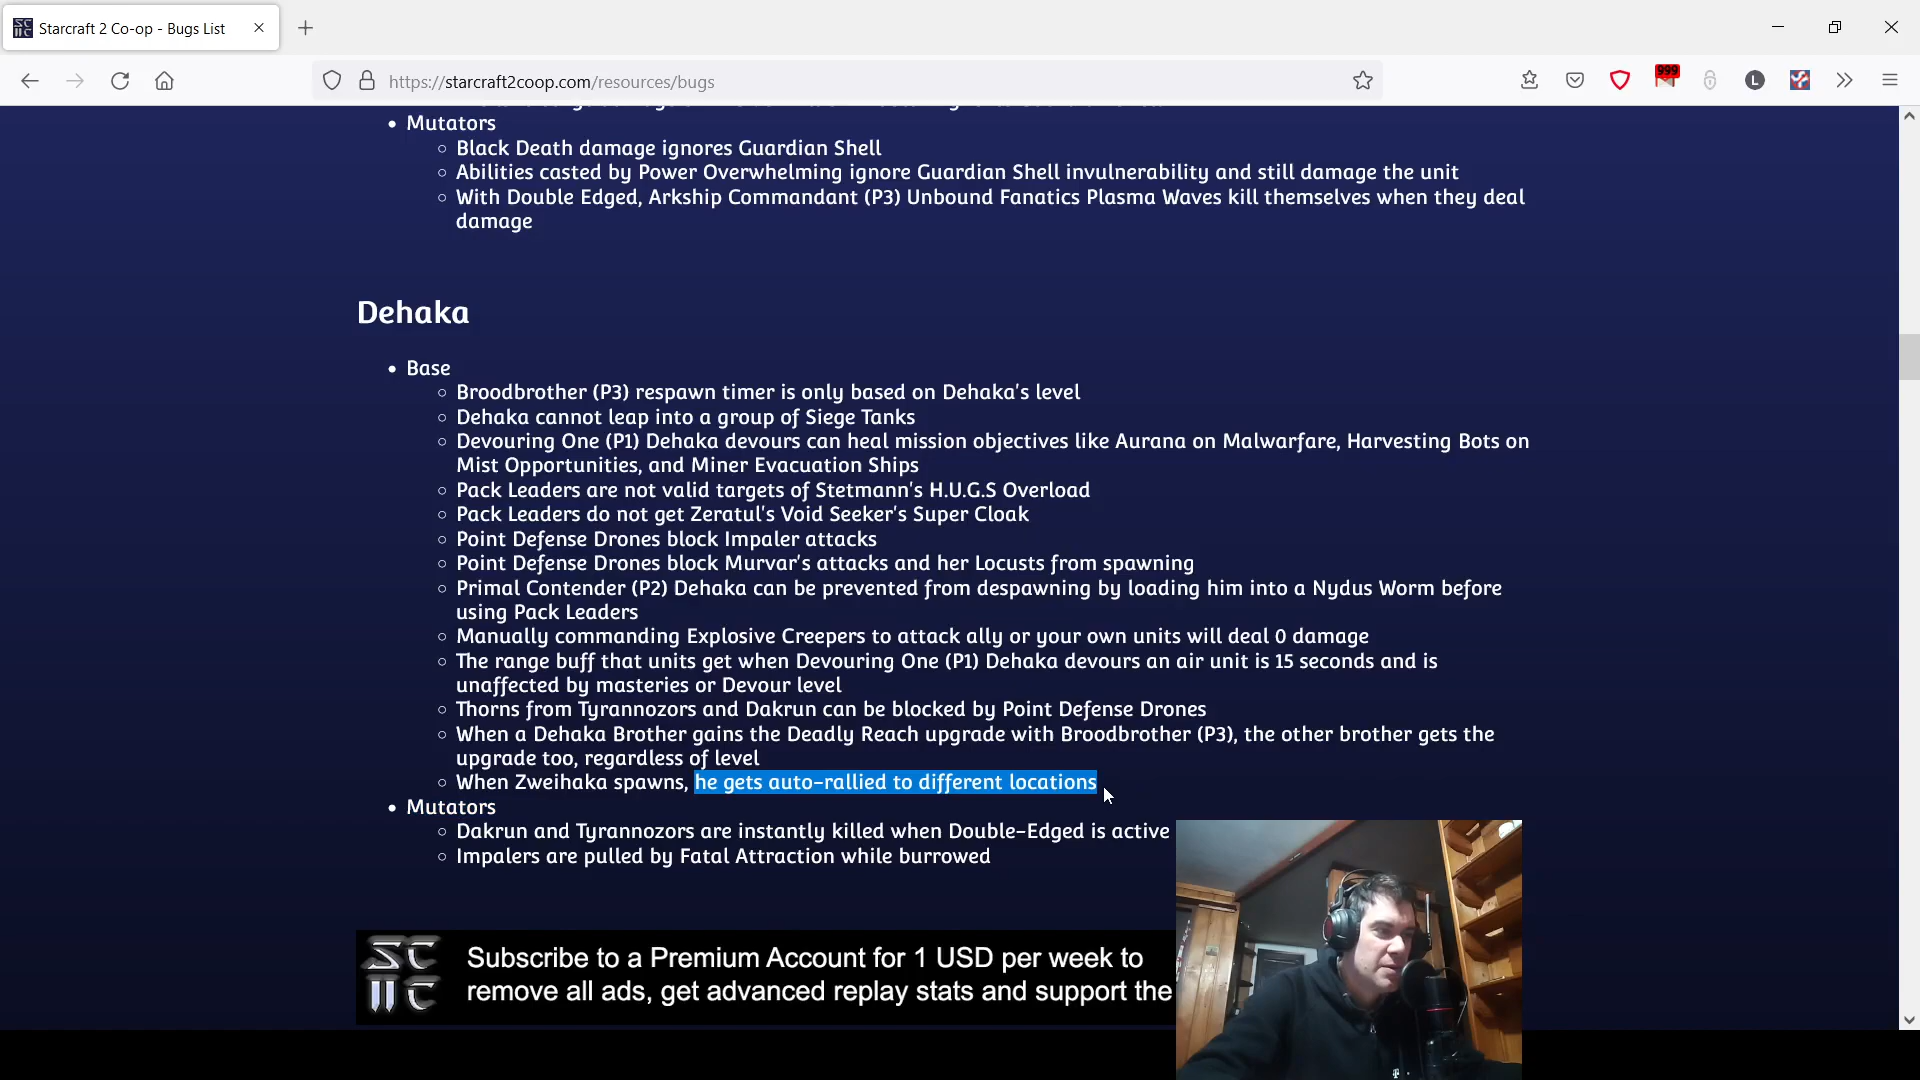 Starcraft 2 Co-op - Bugs List
https://starcraft2coop.com/resources/bugs
999
L
Mutators
Black Death damage ignores Guardian Shell
Abilities casted by Power Overwhelming ignore Guardian Shell invulnerability and still damage the unit
With Double Edged, Arkship Commandant (P3) Unbound Fanatics Plasma Waves kill themselves when they deal
damage
Dehaka
Base
Broodbrother (P3) respawn timer is only based on Dehaka's level
Dehaka cannot leap into a group of Siege Tanks
Devouring One (P1) Dehaka devours can heal mission objectives like Aurana on Malwarfare, Harvesting Bots on
Mist Opportunities, and Miner Evacuation Ships
Pack Leaders are not valid targets of Stetmann's H.U.G.S Overload
Pack Leaders do not get Zeratul's Void Seeker's Super Cloak
Point Defense Drones block Impaler attacks
Point Defense Drones block Murvar's attacks and her Locusts from spawning
Primal Contender (P2) Dehaka can be prevented from despawning by loading him into a Nydus Worm before
using Pack Leaders
Manually commanding Explosive Creepers to attack ally or your own units will deal 0 damage
The range buff that units get when Devouring One (P1) Dehaka devours an air unit is 15 seconds and is
unaffected by masteries or Devour level
Thorns from Tyrannozors and Dakrun can be blocked by Point Defense Drones
When a Dehaka Brother gains the Deadly Reach upgrade with Broodbrother (P3), the other brother gets the
upgrade too, regardless of level
When Zweihaka spawns, he gets auto-rallied to different locations
Mutators
Dakrun and Tyrannozors are instantly killed when Double-Edged is active
Impalers are pulled by Fatal Attraction while burrowed
SC
IIC
Subscribe to a Premium Account for 1 USD per week to
remove all ads, get advanced replay stats and support the